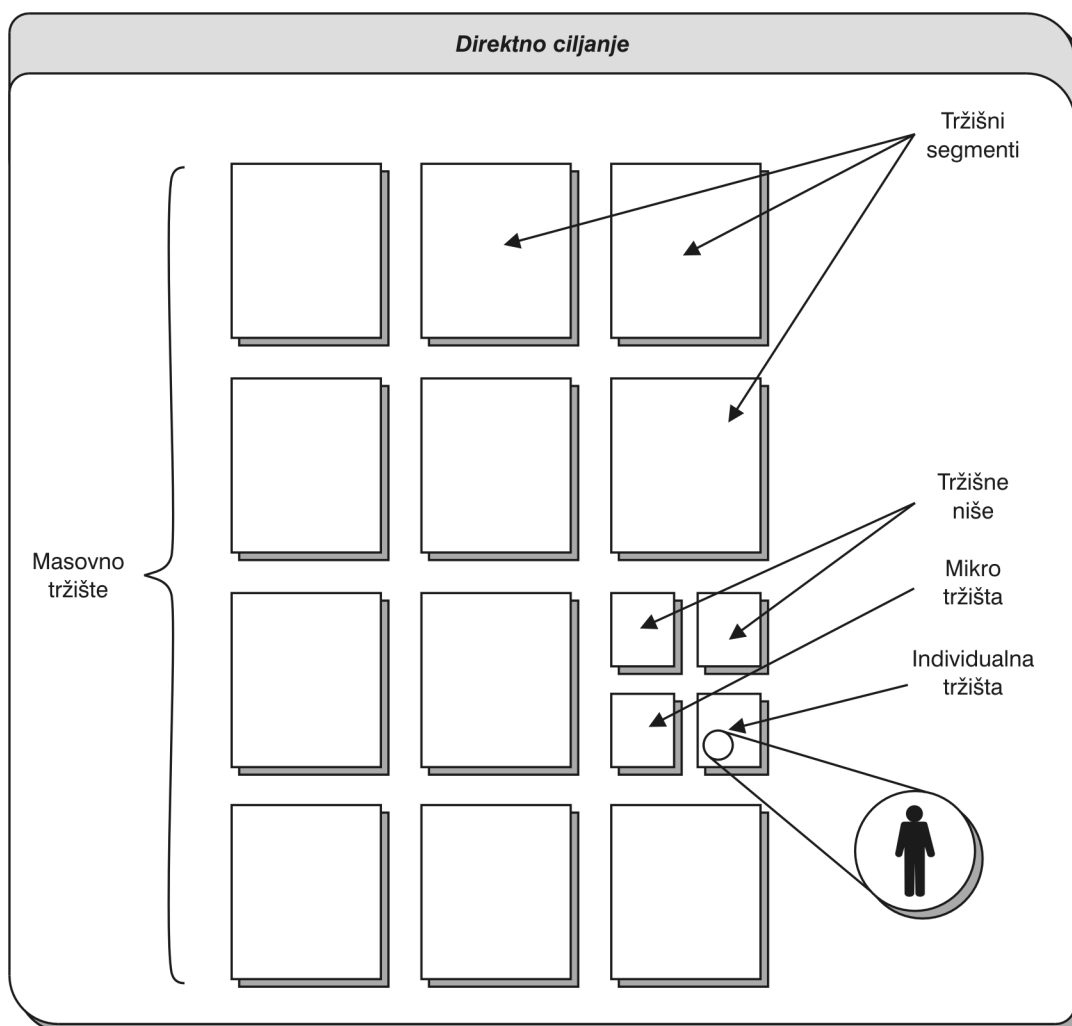 Direktno ciljanje
Tržišni
segmenti
Tržišne
niše
Masovno
tržište
Mikro
tržišta
Individualna
tržišta